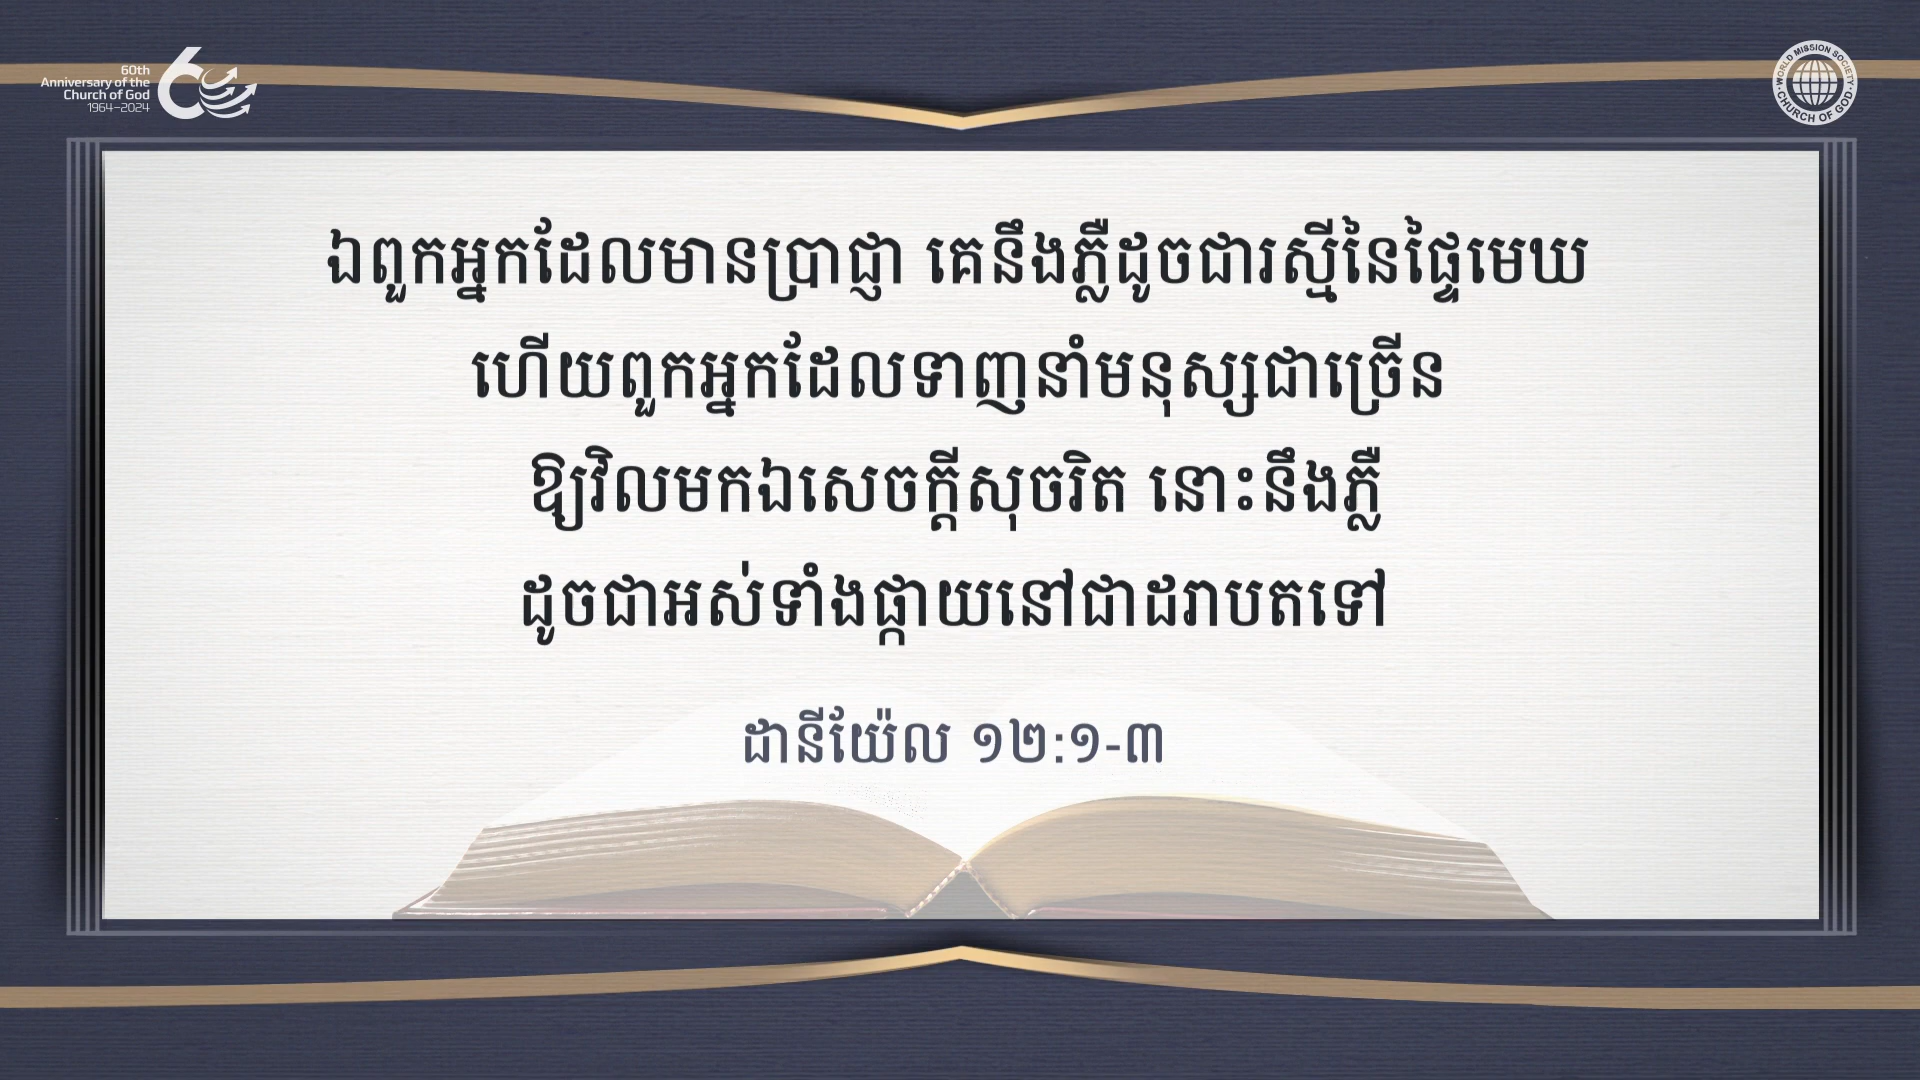 60th
Anniversary of the
Church of God
1964–2024
WORLD MISSION SOCIETY
CHURCH OF GOD
ឯពួកអ្នកដែលមានប្រាជ្ញា គេនឹងភ្លឺដូចជារស្មីនៃផ្ទៃមេឃ
ហើយពួកអ្នកដែលទាញនាំមនុស្សជាច្រើន
ឱ្យវិលមកឯសេចក្តីសុចរិត នោះនឹងភ្លឺ
ដូចជាអស់ទាំងផ្កាយនៅជាដរាបតទៅ
ដានីយ៉ែល ១២:១-៣